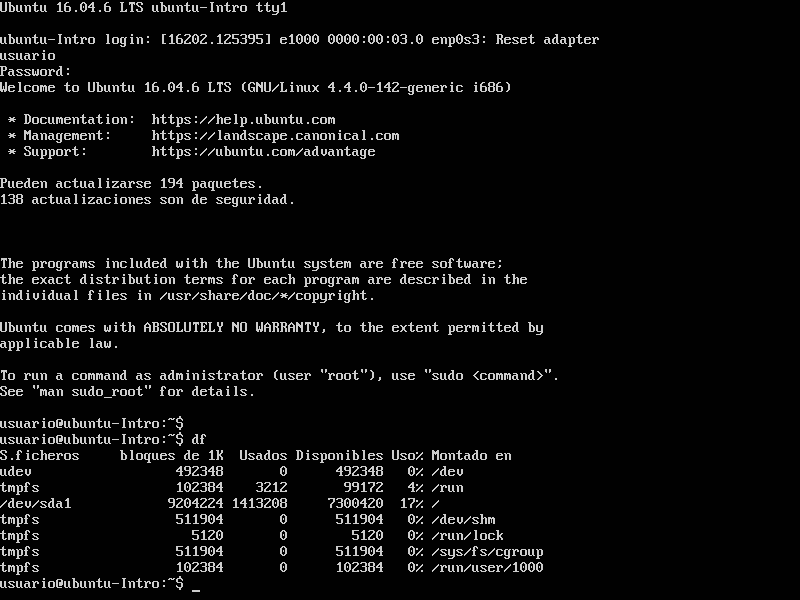 Ubuntu 16.04.6 LTS ubuntu-Intro tty1
ubuntu-Intro login: [16202.125395] e1000 0000:00:03.0 enp0s3: Reset adapter
usuario
Password:
Welcome to Ubuntu 16.04.6 LTS (GNU/Linux 4.4.0-142-generic i686)
* Documentation:  https://help.ubuntu.com
* Management:     https://landscape.canonical.com
* Support:        https://ubuntu.com/advantage
Pueden actualizarse 194 paquetes.
138 actualizaciones son de seguridad.
The programs included with the Ubuntu system are free software;
the exact distribution terms for each program are described in the
individual files in /usr/share/doc/*/copyright.
Ubuntu comes with ABSOLUTELY NO WARRANTY, to the extent permitted by
applicable law.
To run a command as administrator (user "root"), use "sudo <command>".
See "man sudo_root" for details.
usuario@ubuntu-Intro:~$
usuario@ubuntu-Intro:~$ df
S.ficheros     bloques de 1K  Usados Disponibles Uso% Montado en
udev                  492348       0      492348   0% /dev
tmpfs                 102384    3212       99172   4% /run
/dev/sda1            9204224 1413208     7300420  17% /
tmpfs                 511904       0      511904   0% /dev/shm
tmpfs                   5120       0        5120   0% /run/lock
tmpfs                 511904       0      511904   0% /sys/fs/cgroup
tmpfs                 102384       0      102384   0% /run/user/1000
usuario@ubuntu-Intro:~$ _